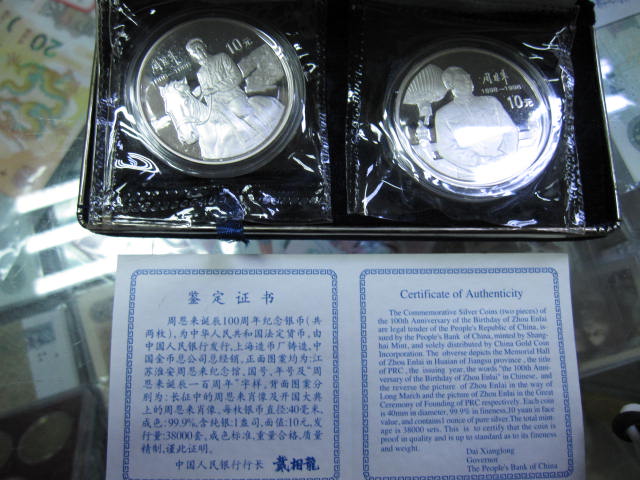 10元
周恩来
1898-1998
10元
鉴定证书
周恩来诞辰100周年纪念银币(共
两枚),为中华人民共和国法定货币,由
中国人民银行发行,上海造币厂铸造,
中国金币总公司总经销,正面图案均为:江
苏淮安周恩来纪念馆,国号、年号及"周
恩来诞辰一百周年"字样,背面图案分
别为:长征中的周恩来肖像及开国大典
上的周恩来肖像。每枚银币直径:40毫米,
成色:99.9%,含纯银:1盎司,面值:10元,发
行量:38000套,成色标准,重量合格,质量
精制,谨此证明。
中国人民银行行长 戴相龙
Certificate of Authenticity
The Commemorative Silver Coins (two pieces) of
the 100th Anniversary of the Birthday of Zhou Enlai
are legal tender of the People's Republic of China, is-
sued by the People's Bank of China, minted by Shang-
hai Mint, and solely distributed by China Gold Coin
Incorporation. The obverse depicts the Memorial Hall
of Zhou Enlai in Huaian of Jiangsu province, the title
of PRC, the issuing year, the words "the 100th Anni-
versary of the Birthday of Zhou Enlai" in Chinese, and
the reverse the picture of Zhou Enlai in the way of
Long March and the picture of Zhou Enlai in the Great
Ceremony of Founding of PRC respectively. Each coin
is 40mm in diameter, 99.9% in fineness, 10 yuan in face
value, and contains 1 ounce of pure silver. The total mint-
age is 38000 sets. This is to certify that the coin is
proof in quality and is up to standard as to its fineness
and weight.
Dai Xianglong
Governor
The People's Bank of China